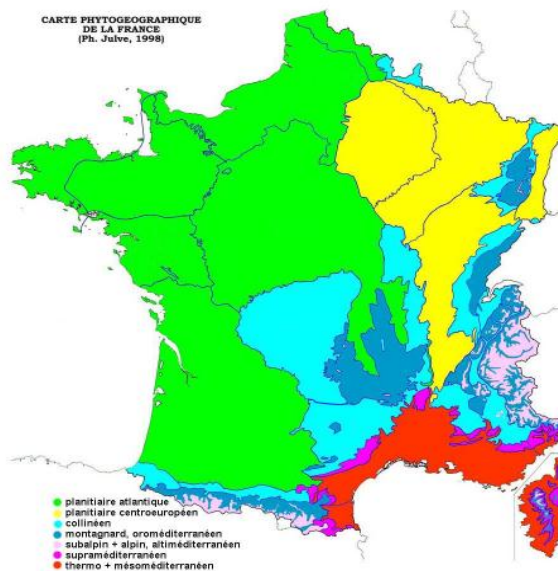 CARTE PHYTOGEOGRAPHIQUE
DE LA FRANCE
(Ph. Julve, 1998)
planitiaire atlantique
planitiaire centroeuropéen
collinéen
montagnard, oroméditerranéen
subalpin + alpin, altiméditerranéen
supraméditerranéen
thermo + mésoméditerranéen